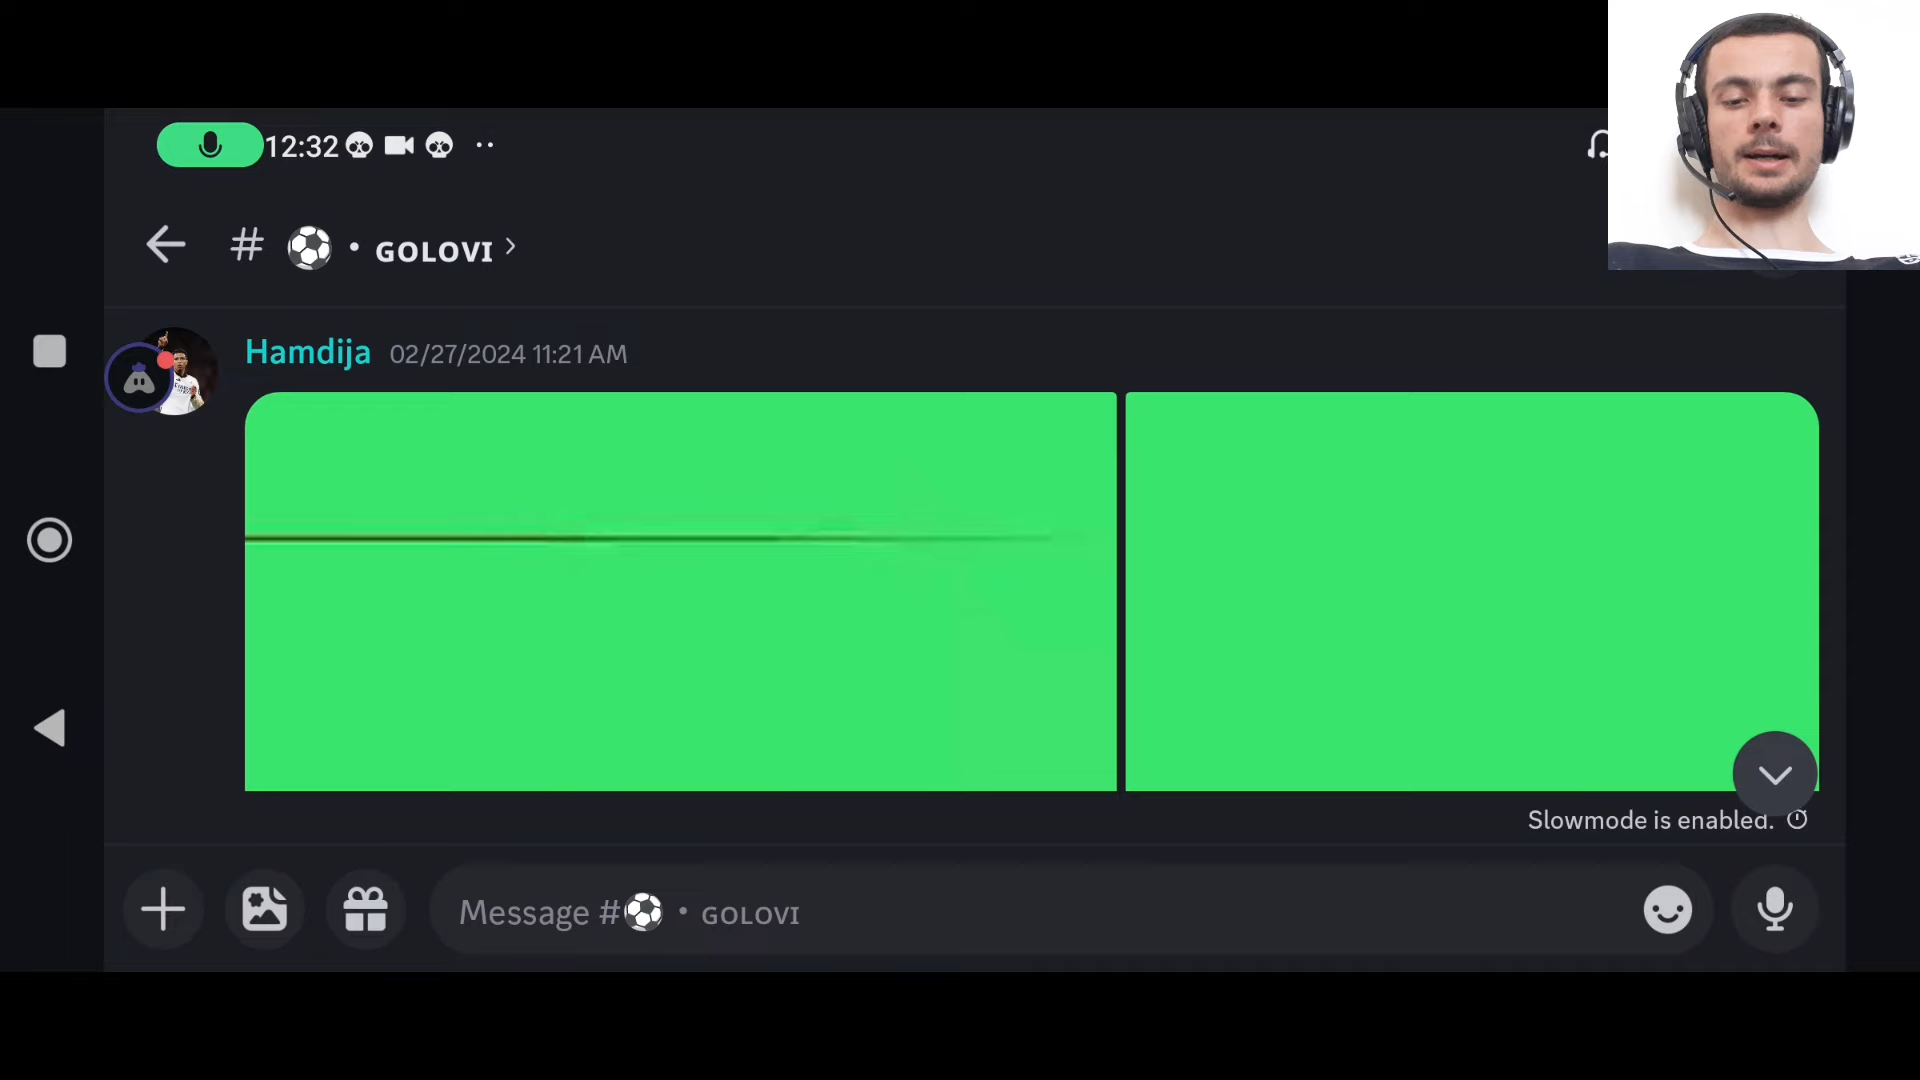 12:32
# ⚽ • GOLOVI
Hamdija 02/27/2024 11:21 AM
Slowmode is enabled.
Message #⚽ • GOLOVI